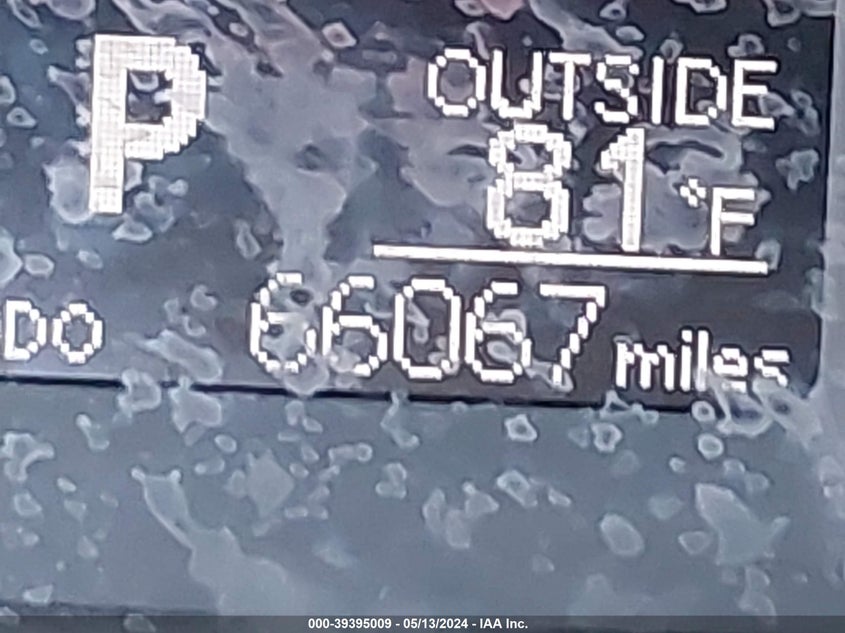 P
OUTSIDE
81°F
DO 66067 miles
000-39395009 - 05/13/2024 - IAA Inc.